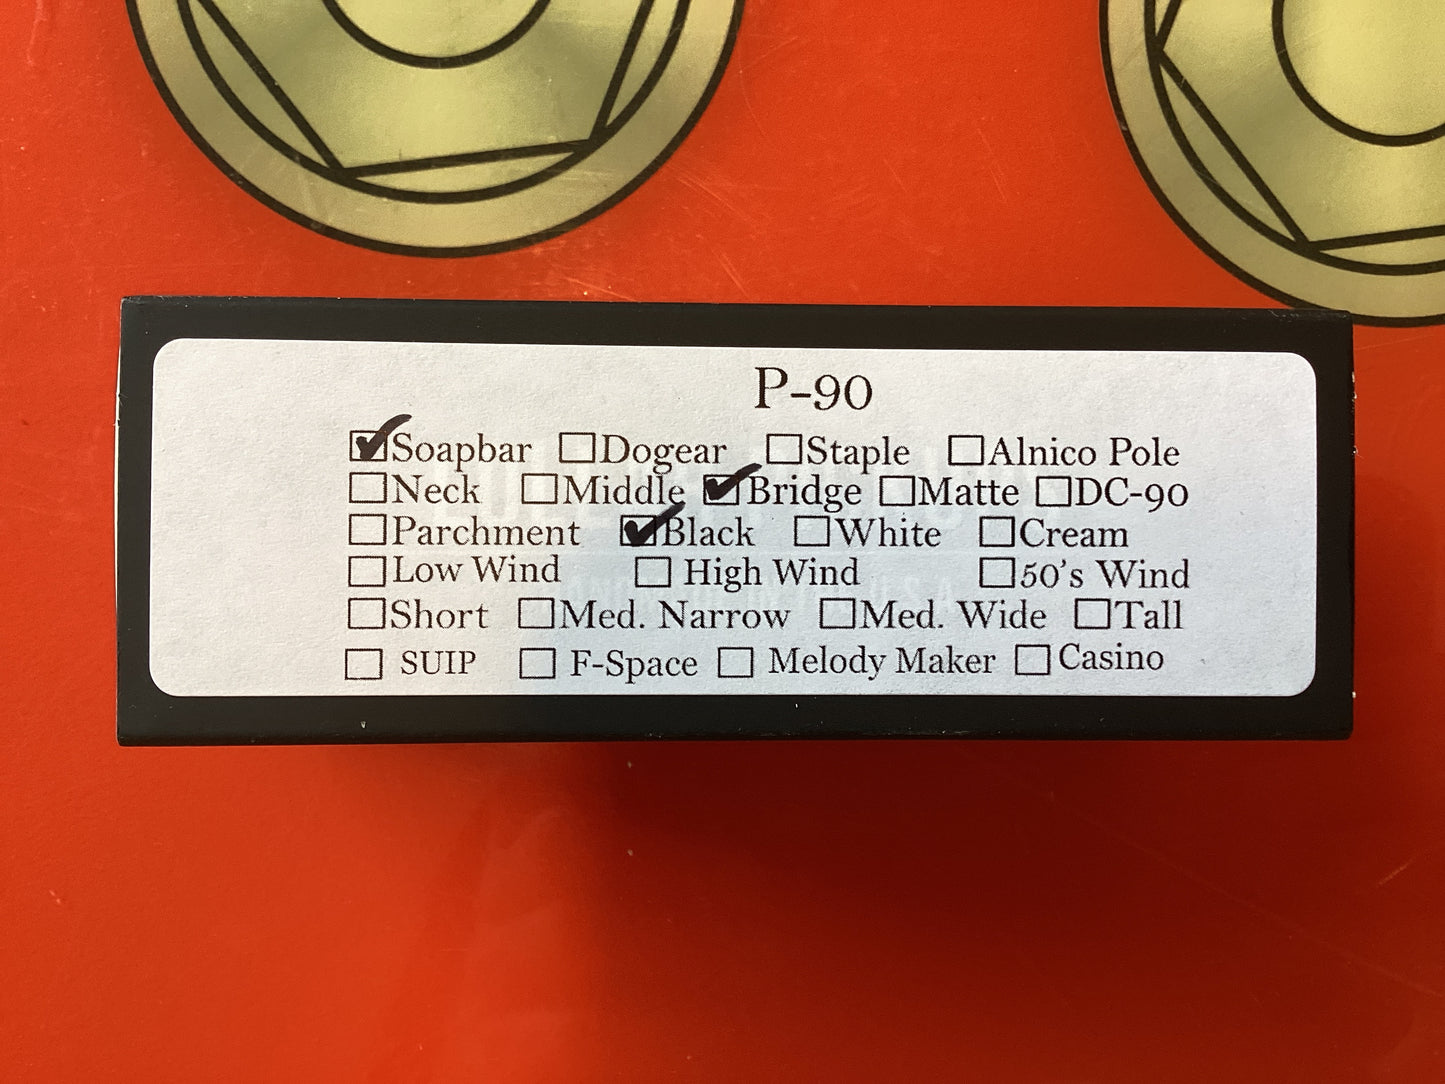 P-90
☑Soapbar ☐Dogear ☐Staple ☐Alnico Pole
☐Neck ☐Middle ☑Bridge ☐Matte ☐DC-90
☐Parchment ☑Black ☐White ☐Cream
☐Low Wind ☐ High Wind ☐50's Wind
☐Short ☐Med. Narrow ☐Med. Wide ☐Tall
☐ SUIP ☐ F-Space ☐ Melody Maker ☐Casino